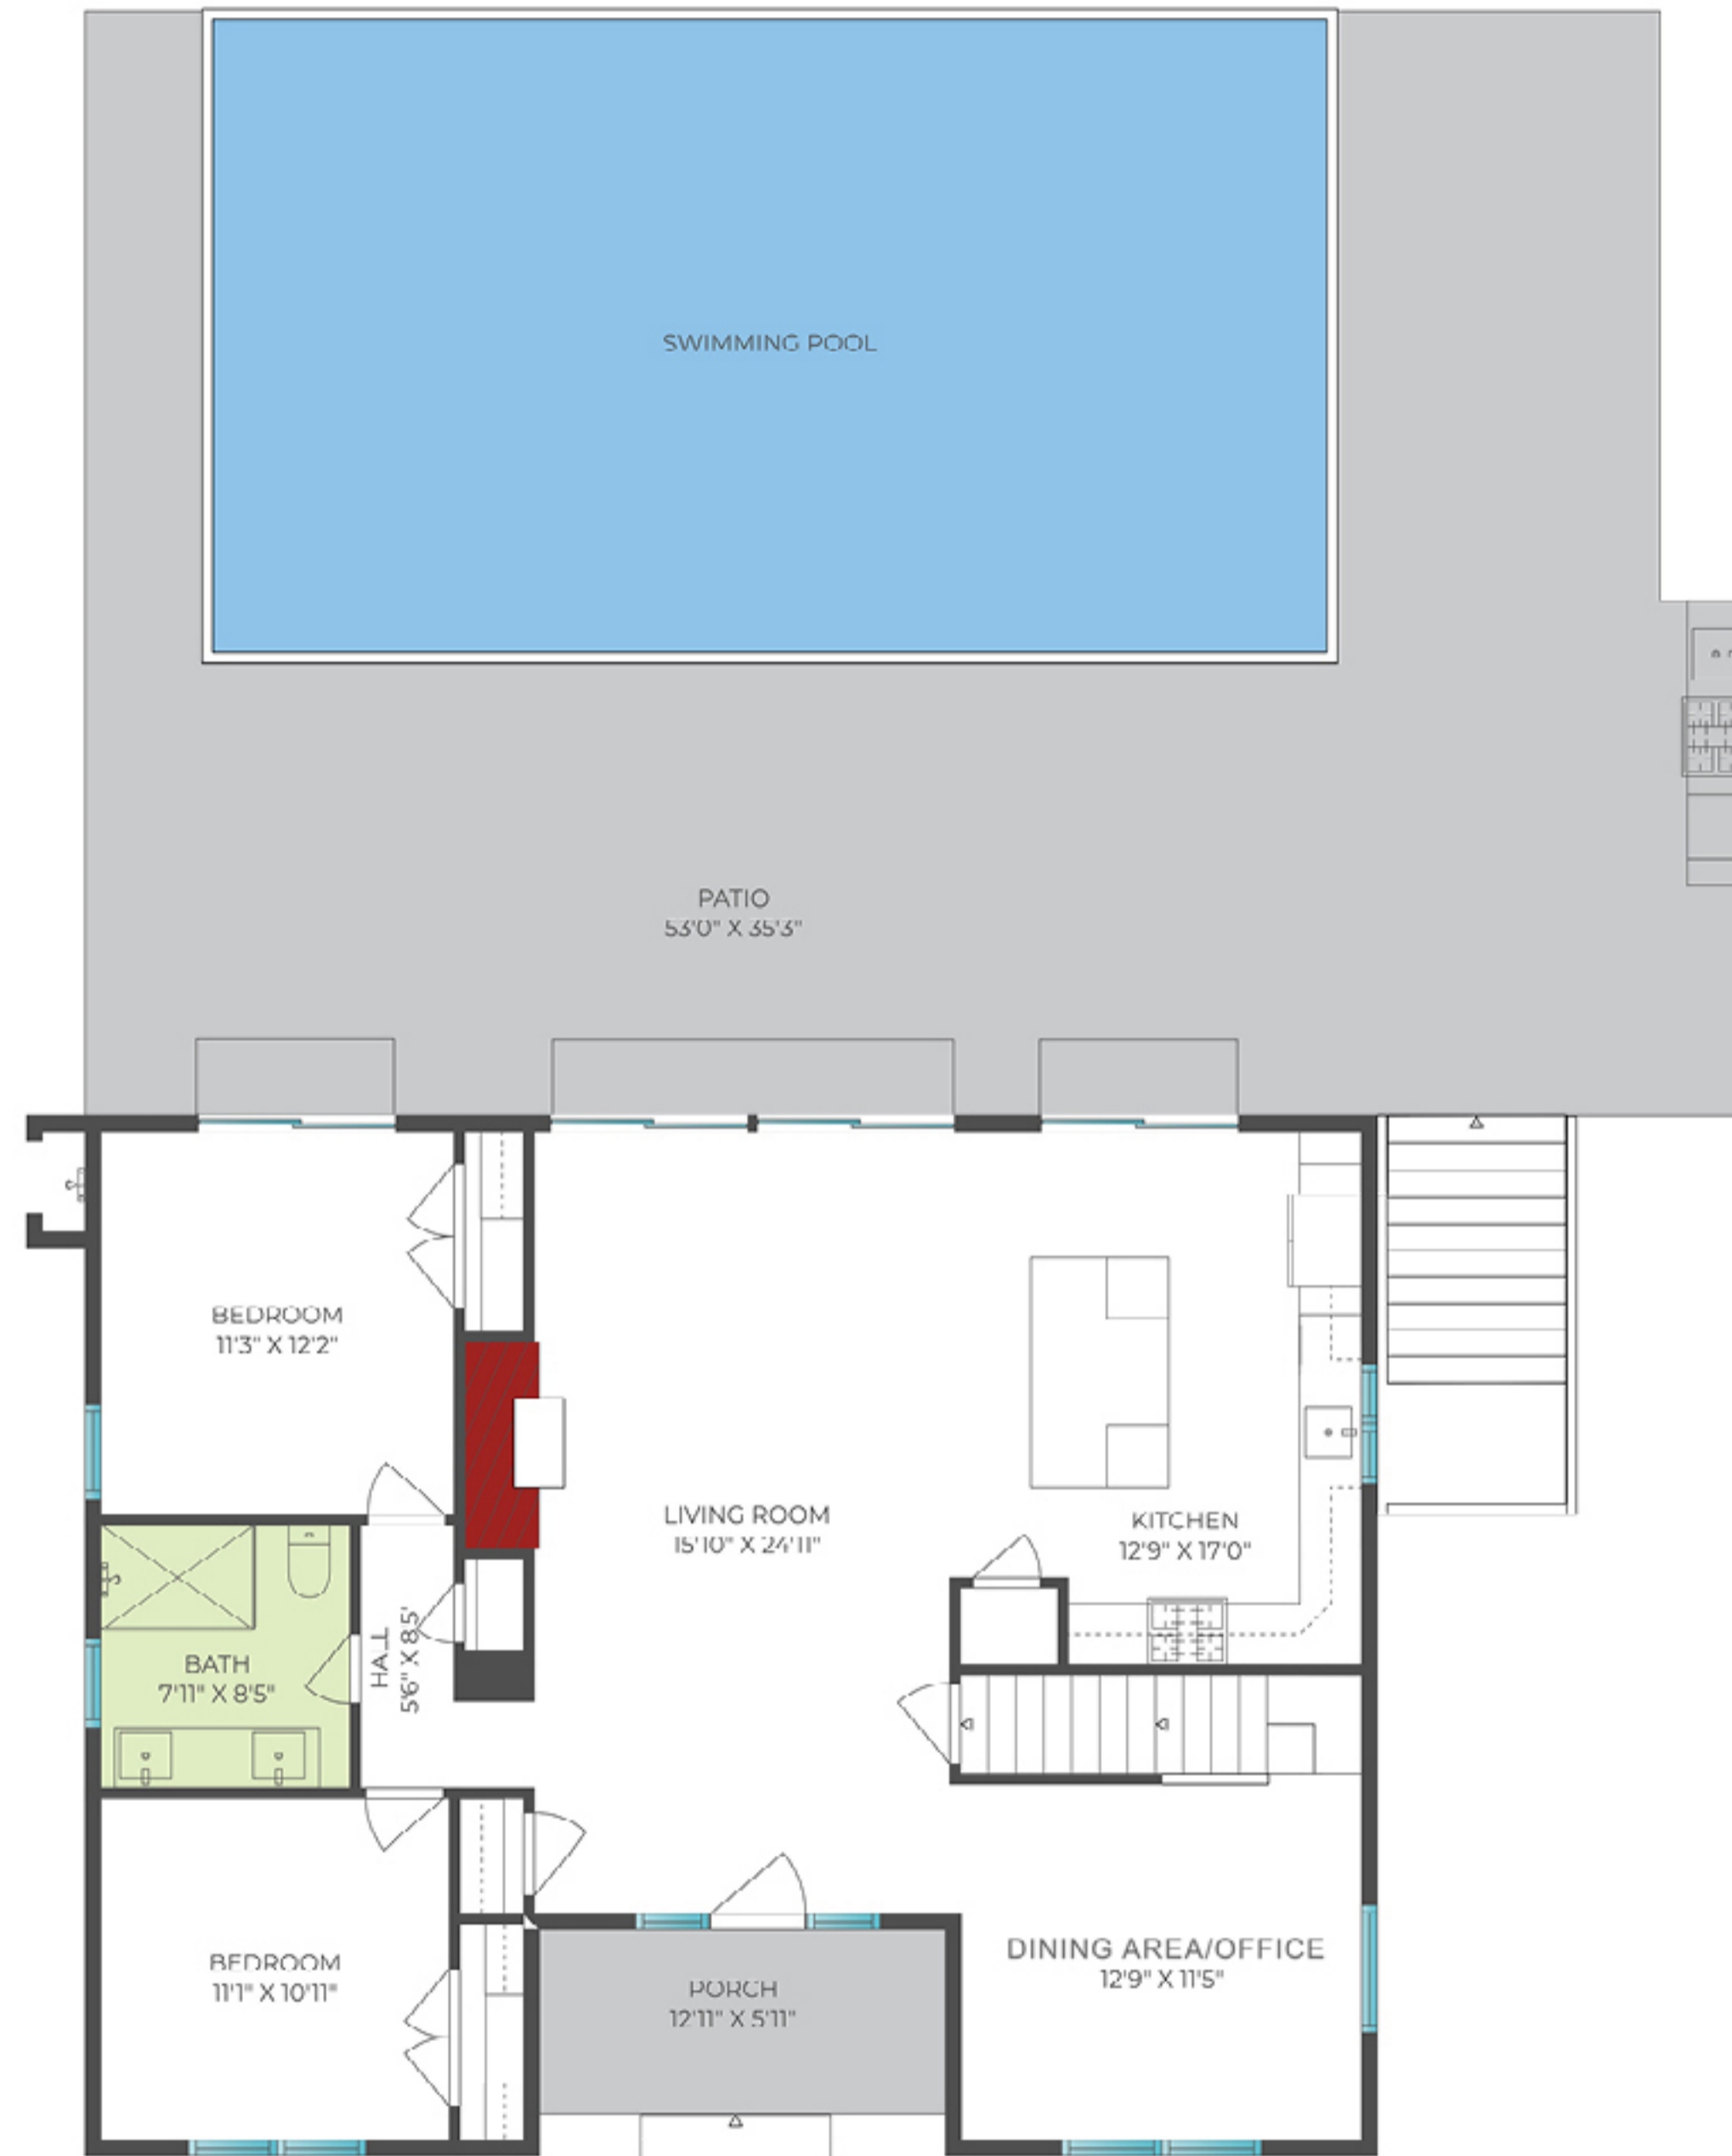 SWIMMING POOL
PATIO
53'0" X 35'3"
BEDROOM
11'3" X 12'2"
LIVING ROOM
15'10" X 24'11"
KITCHEN
12'9" X 17'0"
BATH
7'11" X 8'5"
HALL
5'6" X 8'5'
BEDROOM
11'1" X 10'11"
PORCH
12'11" X 5'11"
DINING AREA/OFFICE
12'9" X 11'5"